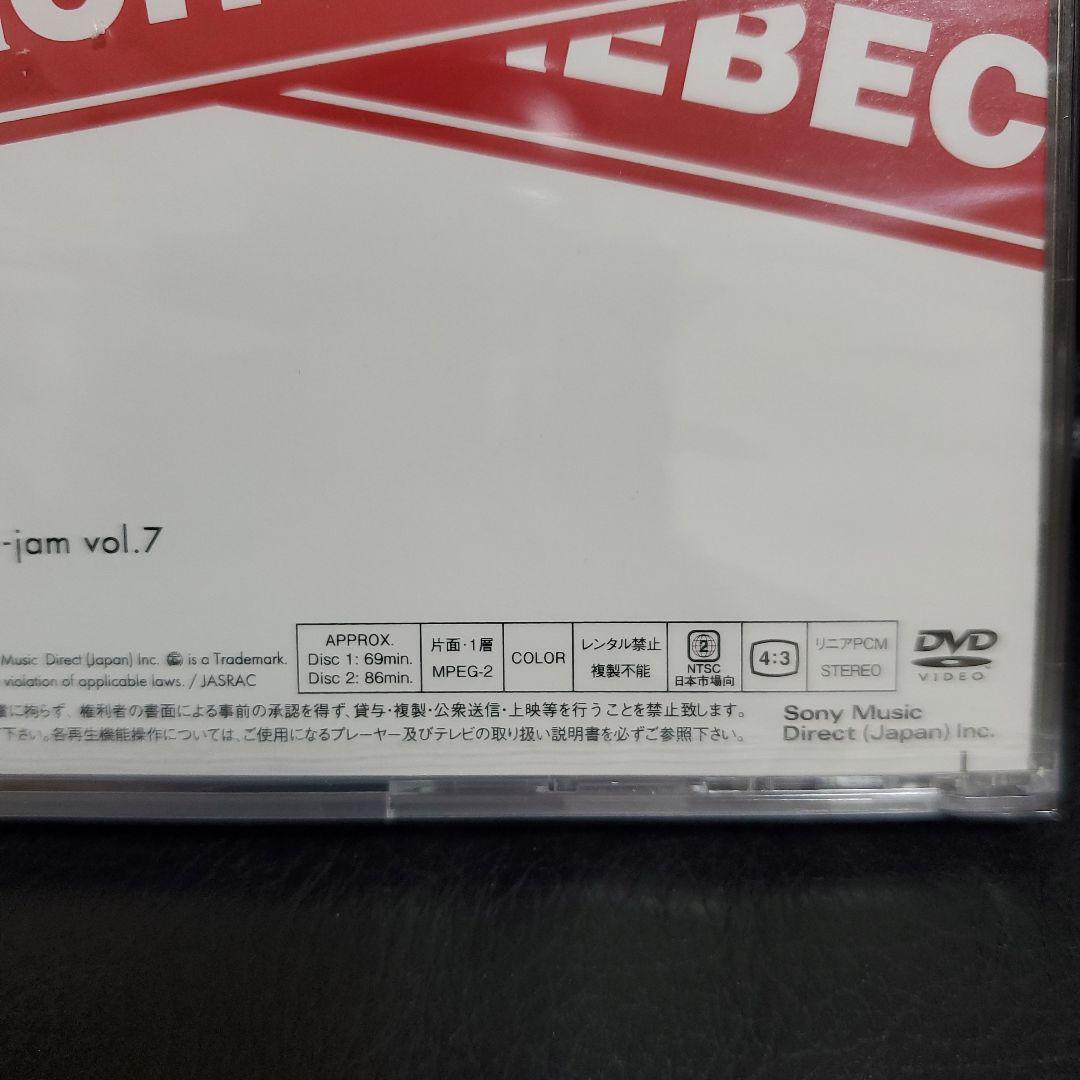 EBEC
-jam vol.7
APPROX.
Disc 1: 69min.
Disc 2: 86min.
片面・1層
MPEG-2
COLOR
レンタル禁止
複製不能
2
NTSC
日本市場向
4:3
リニアPCM
STEREO
DVD
VIDEO
Music Direct (Japan) Inc. is a Trademark.
violation of applicable laws. / JASRAC
に拘らず、権利者の書面による事前の承認を得ず、貸与・複製・公衆送信・上映等を行うことを禁止致します。
下さい。各再生機能操作については、ご使用になるプレーヤー及びテレビの取り扱い説明書を必ずご参照下さい。
Sony Music
Direct (Japan) Inc.